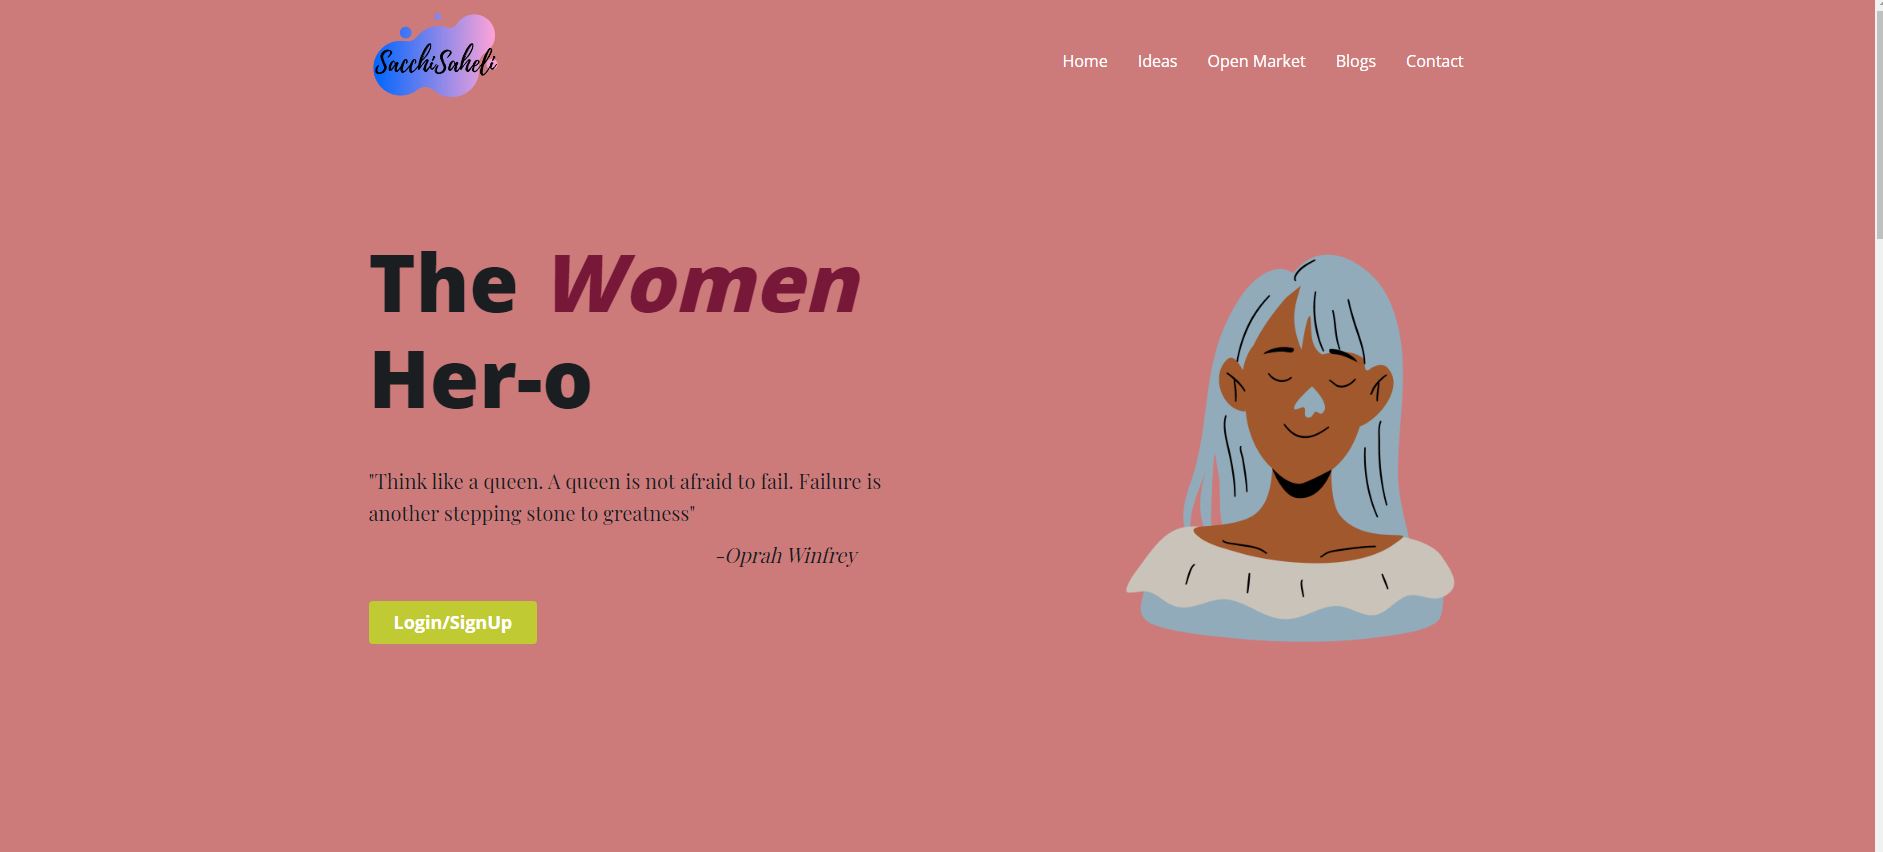 SacchiSaheli
Home Ideas Open Market Blogs Contact
The Women
Her-o
"Think like a queen. A queen is not afraid to fail. Failure is
another stepping stone to greatness"
-Oprah Winfrey
Login/SignUp